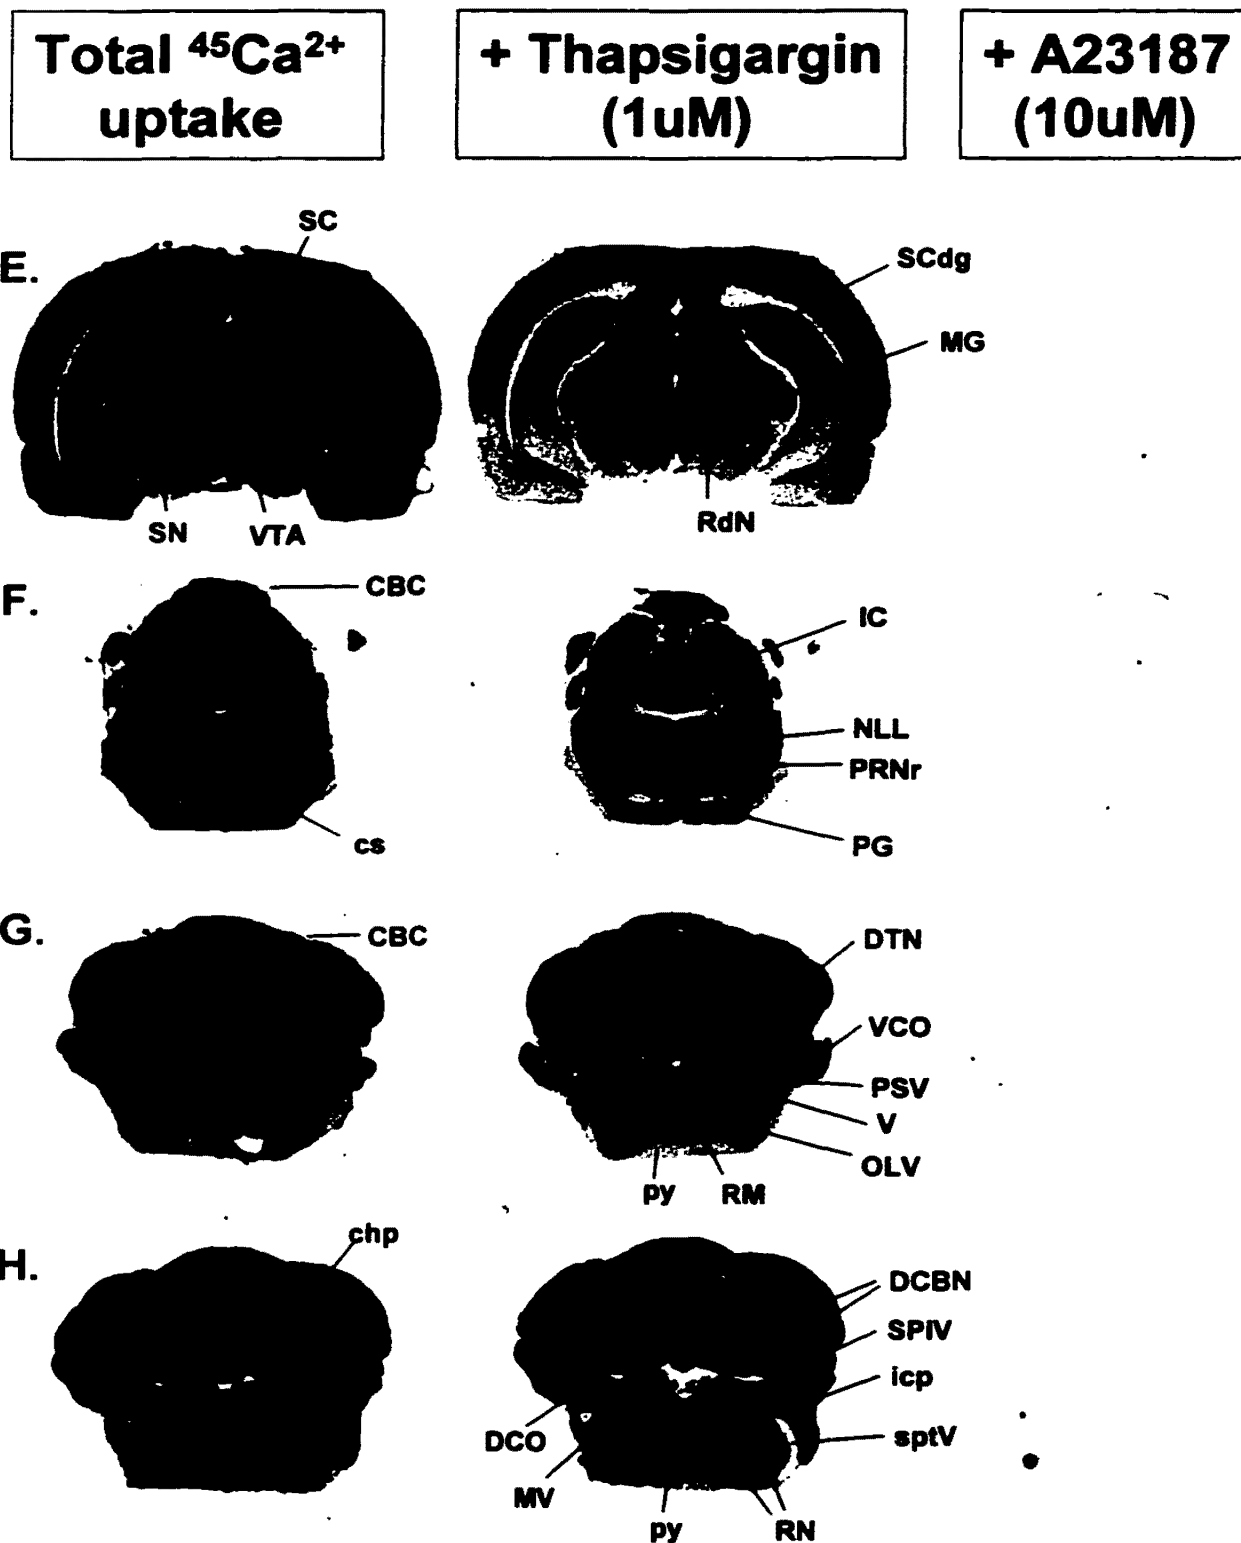 Total ⁴⁵Ca²⁺
uptake
+ Thapsigargin
(1uM)
+ A23187
(10uM)
E.
SC
SCdg
MG
SN
VTA
RdN
F.
CBC
IC
NLL
PRNr
cs
PG
G.
CBC
DTN
VCO
PSV
V
OLV
py
RM
H.
chp
DCBN
SPIV
icp
sptV
DCO
MV
py
RN